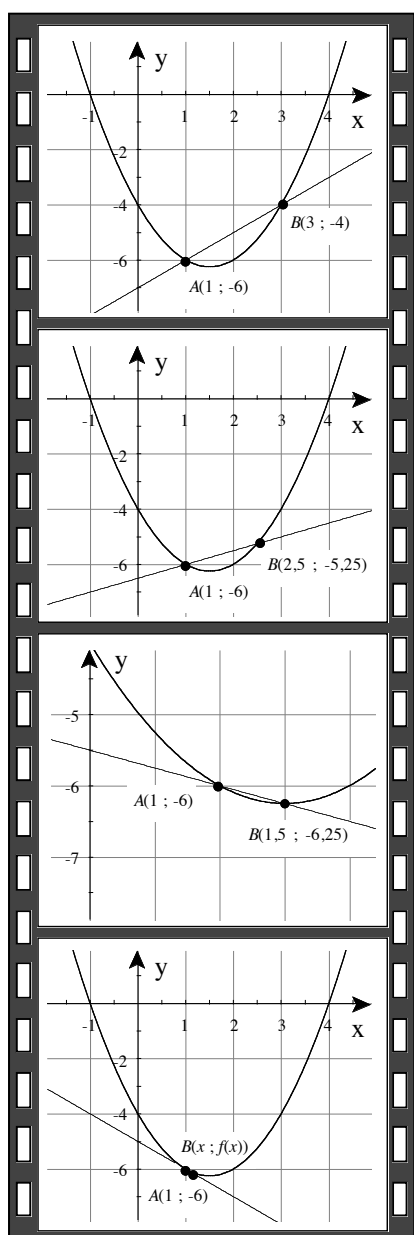 y
-1 1 2 3 4
x
-2
-4
B(3 ; -4)
-6
A(1 ; -6)
y
-1 1 2 3 4
x
-2
-4
-6
B(2,5 ; -5,25)
A(1 ; -6)
y
-5
-6
A(1 ; -6)
B(1,5 ; -6,25)
-7
y
-1 1 2 3 4
x
-2
-4
B(x ; f(x))
-6
A(1 ; -6)